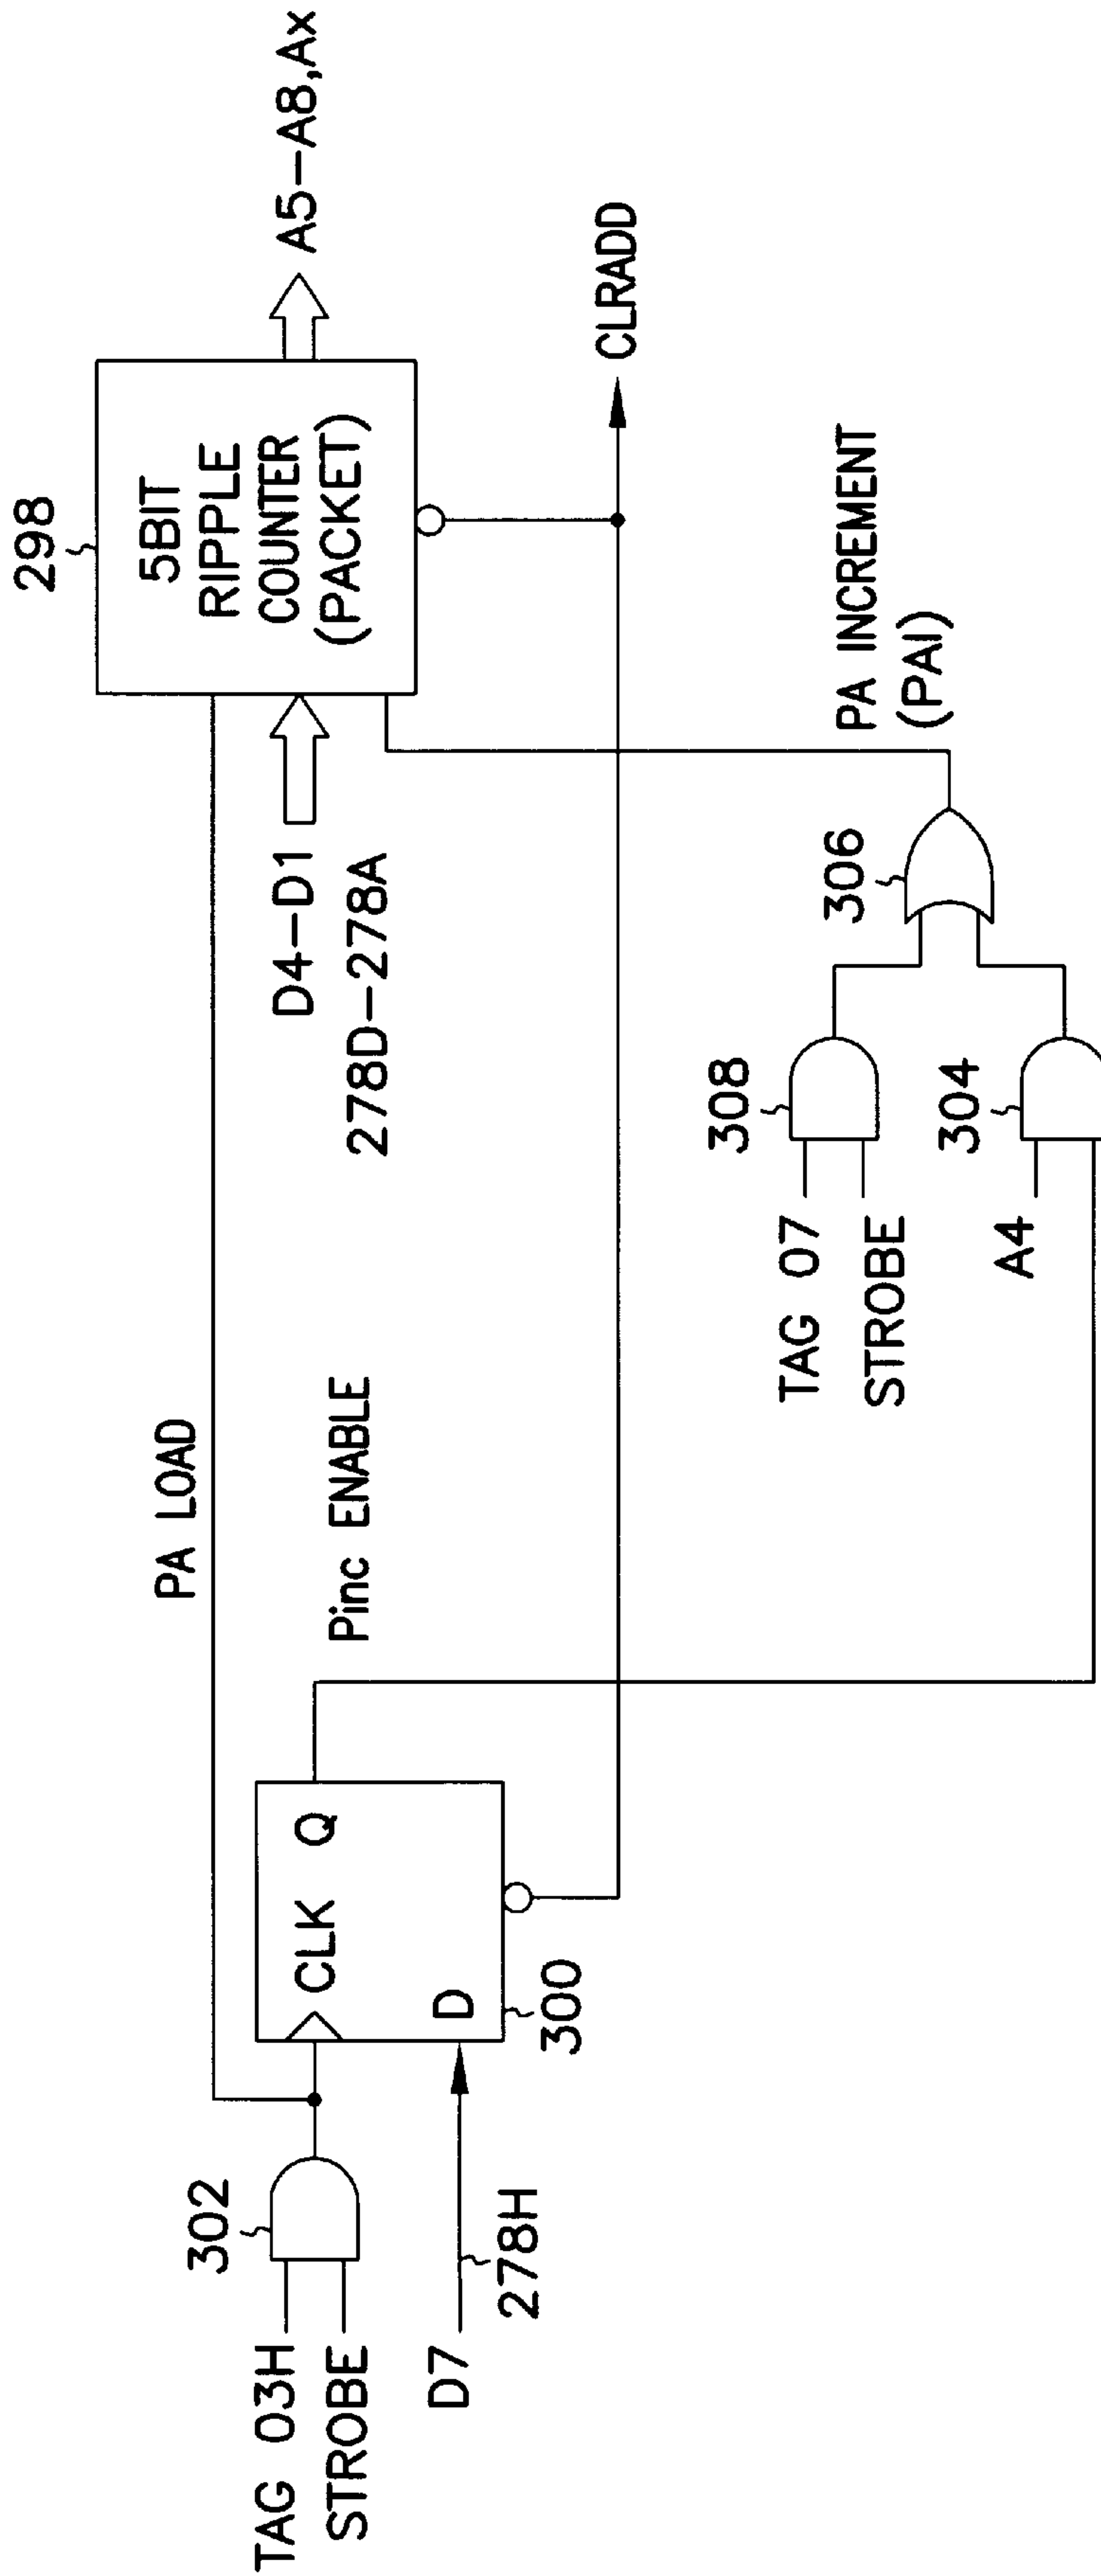 298
5BIT
RIPPLE
COUNTER
(PACKET)
A5-A8,Ax
PA LOAD
D4-D1
278D-278A
Pinc ENABLE
CLRADD
302
TAG 03H
STROBE
CLK Q
D
300
D7
278H
PA INCREMENT
(PAI)
306
308
TAG 07
STROBE
304
A4